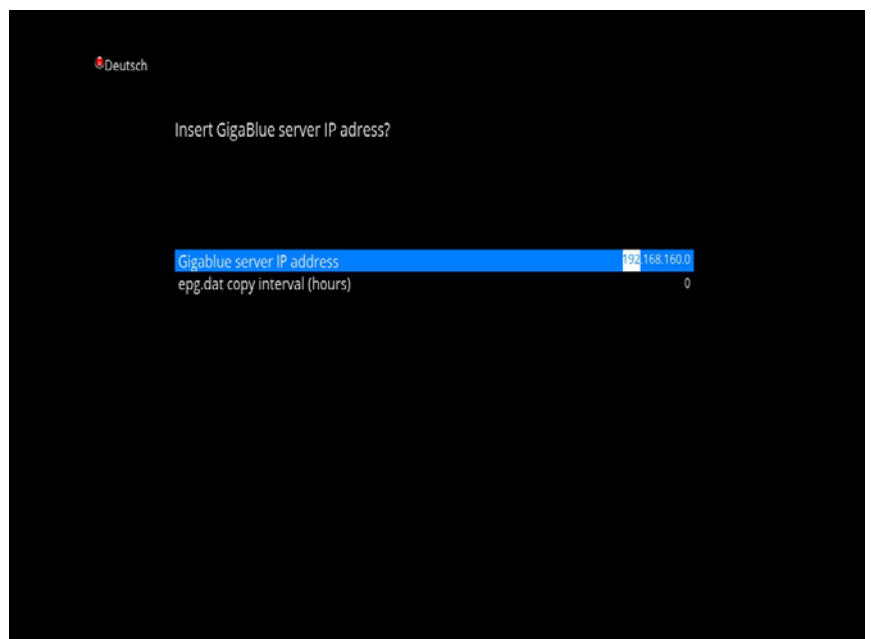 Deutsch
Insert GigaBlue server IP adress?
Gigablue server IP address 192.168.160.0
epg.dat copy interval (hours) 0